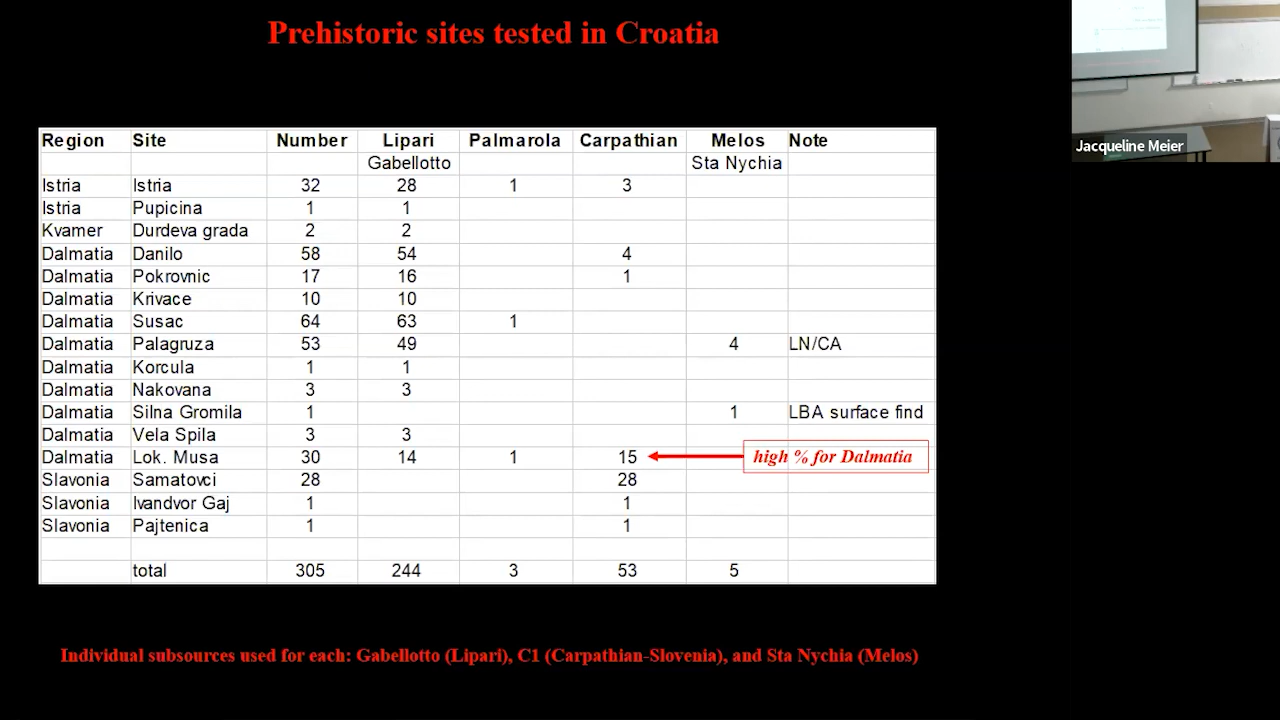 Prehistoric sites tested in Croatia
Jacqueline Meier
Region Site Number Lipari Palmarola Carpathian Melos Note
Gabellotto Sta Nychia
Istria Istria 32 28 1 3
Istria Pupicina 1 1
Kvamer Durdeva grada 2 2
Dalmatia Danilo 58 54 4
Dalmatia Pokrovnic 17 16 1
Dalmatia Krivace 10 10
Dalmatia Susac 64 63 1
Dalmatia Palagruza 53 49 4 LN/CA
Dalmatia Korcula 1 1
Dalmatia Nakovana 3 3
Dalmatia Silna Gromila 1 1 LBA surface find
Dalmatia Vela Spila 3 3
Dalmatia Lok. Musa 30 14 1 15 high % for Dalmatia
Slavonia Samatovci 28 28
Slavonia Ivandvor Gaj 1 1
Slavonia Pajtenica 1 1
total 305 244 3 53 5
Individual subsources used for each: Gabellotto (Lipari), C1 (Carpathian-Slovenia), and Sta Nychia (Melos)